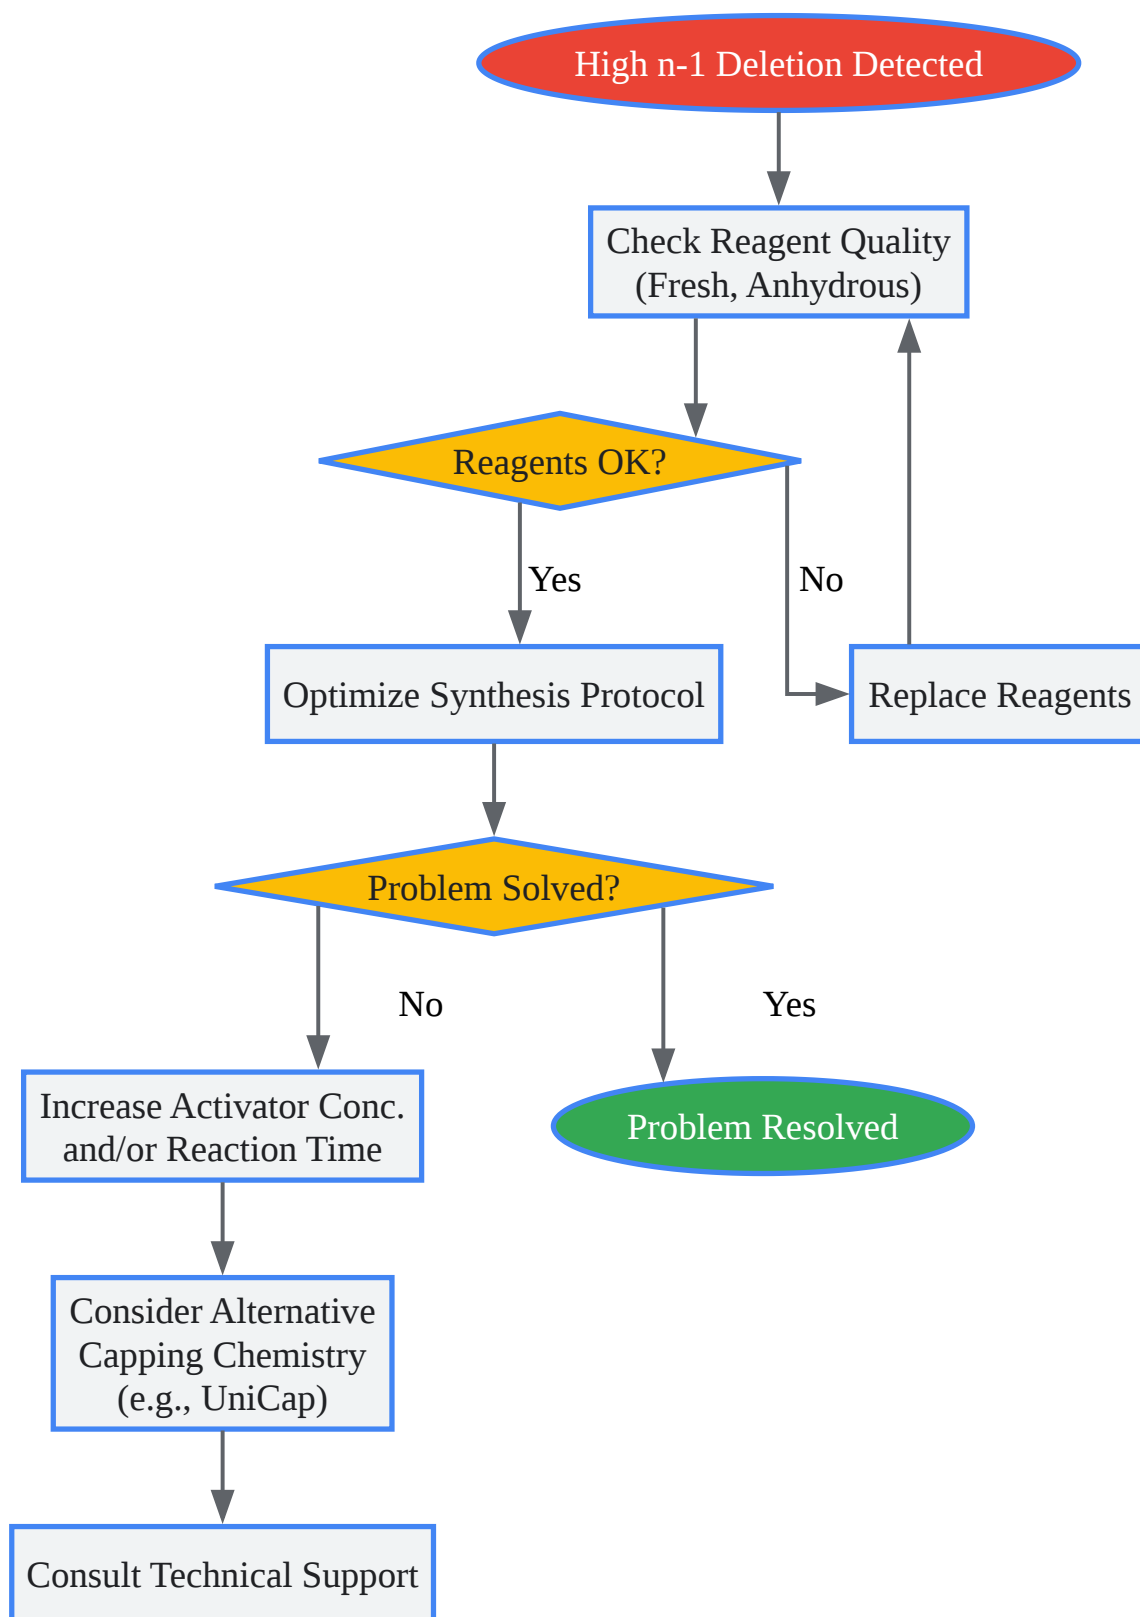 High n-1 Deletion Detected
Check Reagent Quality
(Fresh, Anhydrous)
Reagents OK?
Yes
No
Optimize Synthesis Protocol
Replace Reagents
Problem Solved?
No
Yes
Increase Activator Conc.
and/or Reaction Time
Problem Resolved
Consider Alternative
Capping Chemistry
(e.g., UniCap)
Consult Technical Support